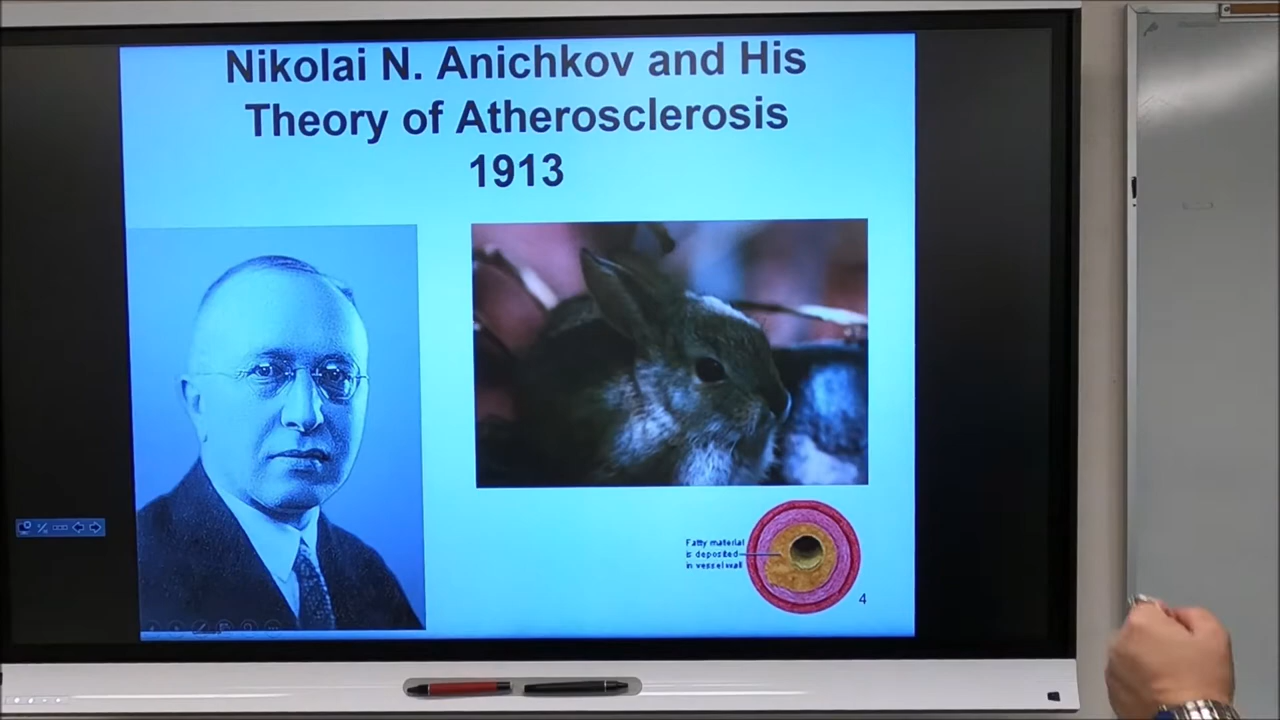 Nikolai N. Anichkov and His
Theory of Atherosclerosis
1913
Fatty material
is deposited
in vessel wall
4